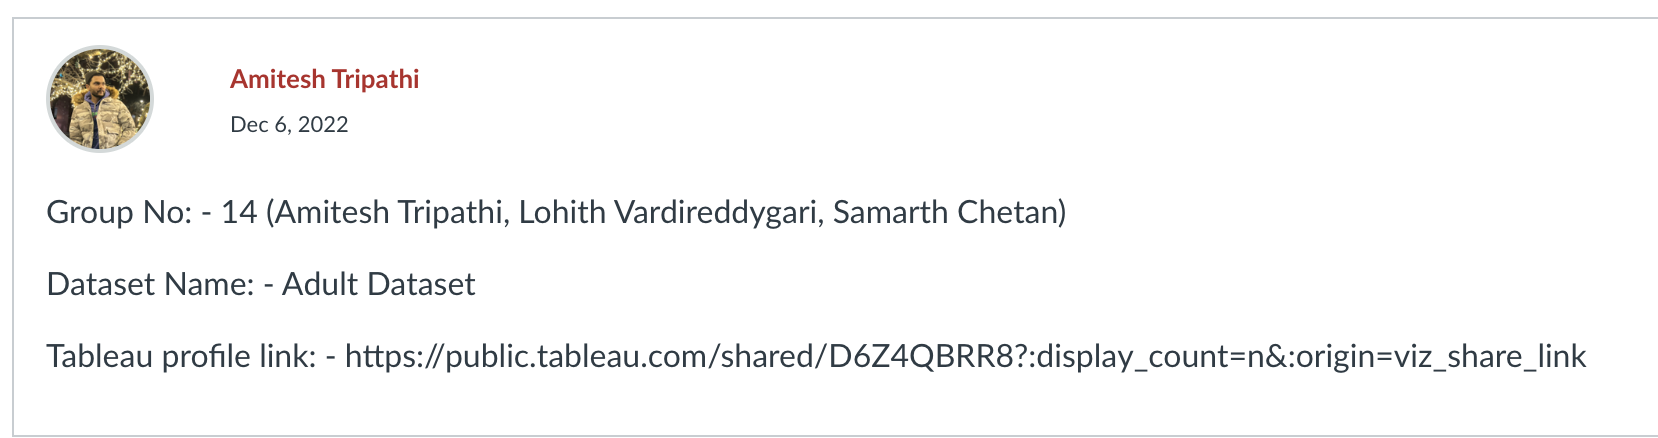 Amitesh Tripathi
Dec 6, 2022
Group No: - 14 (Amitesh Tripathi, Lohith Vardireddygari, Samarth Chetan)
Dataset Name: - Adult Dataset
Tableau profile link: - https://public.tableau.com/shared/D6Z4QBRR8?:display_count=n&:origin=viz_share_link